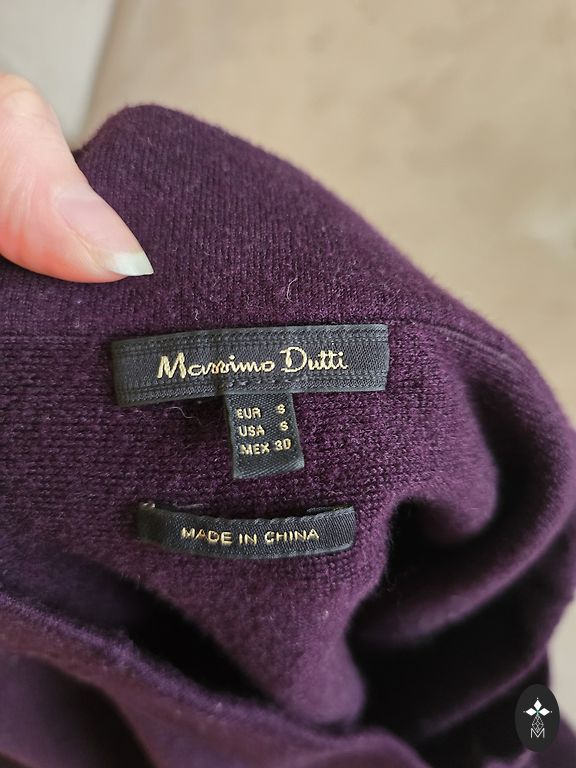 Massimo Dutti
EUR S
USA S
MEX 30
MADE IN CHINA
M